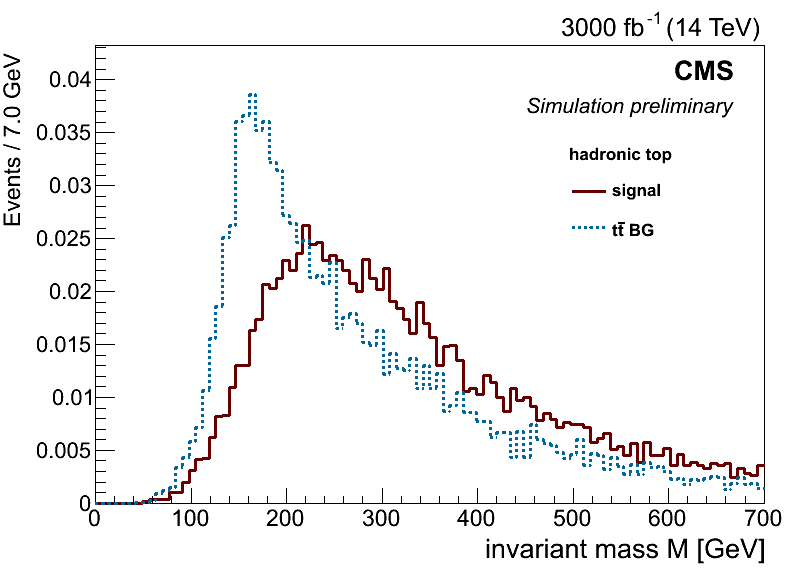 3000 fb⁻¹ (14 TeV)
CMS
Simulation preliminary
hadronic top
signal
tt̄ BG
Events / 7.0 GeV
0.04
0.035
0.03
0.025
0.02
0.015
0.01
0.005
0
0 100 200 300 400 500 600 700
invariant mass M [GeV]